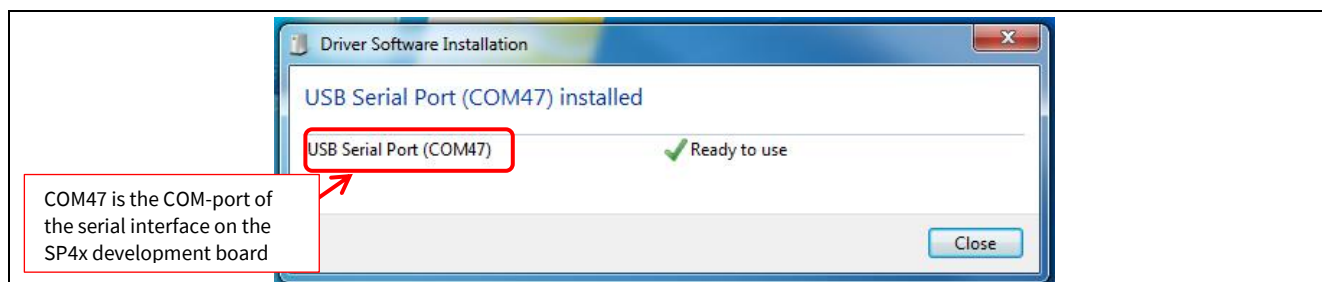 Driver Software Installation
USB Serial Port (COM47) installed
USB Serial Port (COM47) Ready to use
COM47 is the COM-port of
the serial interface on the
SP4x development board
Close